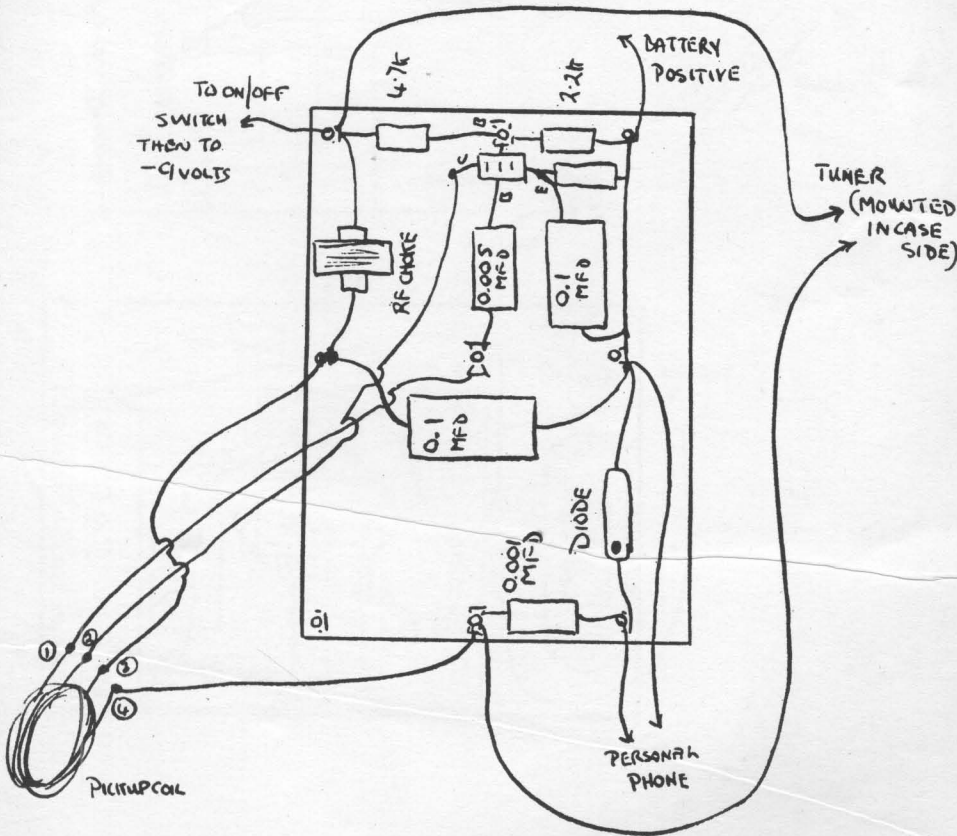 BATTERY
POSITIVE
4.7K
2.2K
TO ON/OFF
SWITCH
THEN TO
-9VOLTS
B
C
E
B
TUNER
(MOUNTED
IN CASE
SIDE)
RF CHOKE
0.005
MFD
0.1
MFD
0.1
MFD
DIODE
0.001
MFD
1
2
3
4
PICKUP COIL
PERSONAL
PHONE